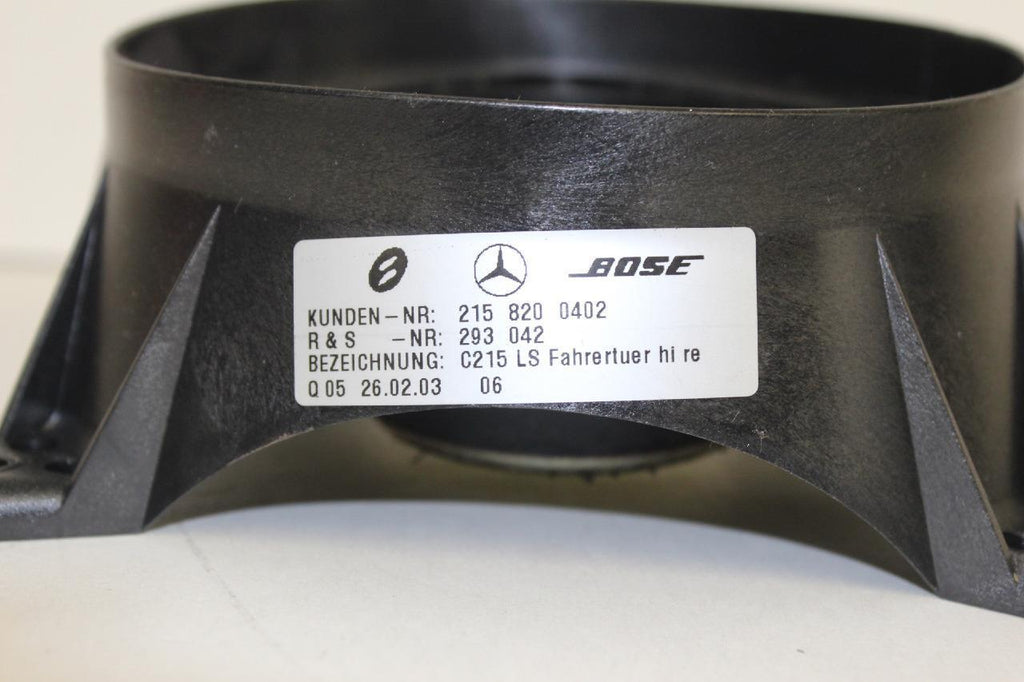 BOSE
KUNDEN-NR: 215 820 0402
R & S -NR: 293 042
BEZEICHNUNG: C215 LS Fahrertuer hi re
Q 05 26.02.03 06